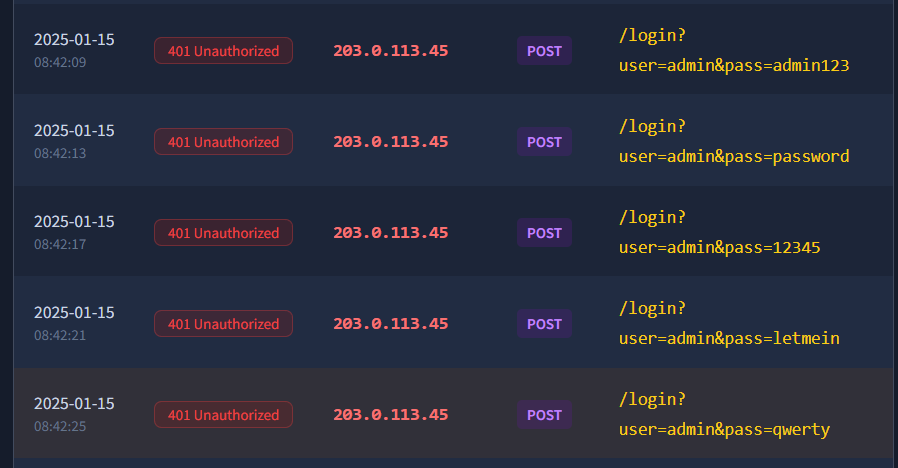 2025-01-15 401 Unauthorized 203.0.113.45 POST /login?
08:42:09 user=admin&pass=admin123
2025-01-15 401 Unauthorized 203.0.113.45 POST /login?
08:42:13 user=admin&pass=password
2025-01-15 401 Unauthorized 203.0.113.45 POST /login?
08:42:17 user=admin&pass=12345
2025-01-15 401 Unauthorized 203.0.113.45 POST /login?
08:42:21 user=admin&pass=letmein
2025-01-15 401 Unauthorized 203.0.113.45 POST /login?
08:42:25 user=admin&pass=qwerty